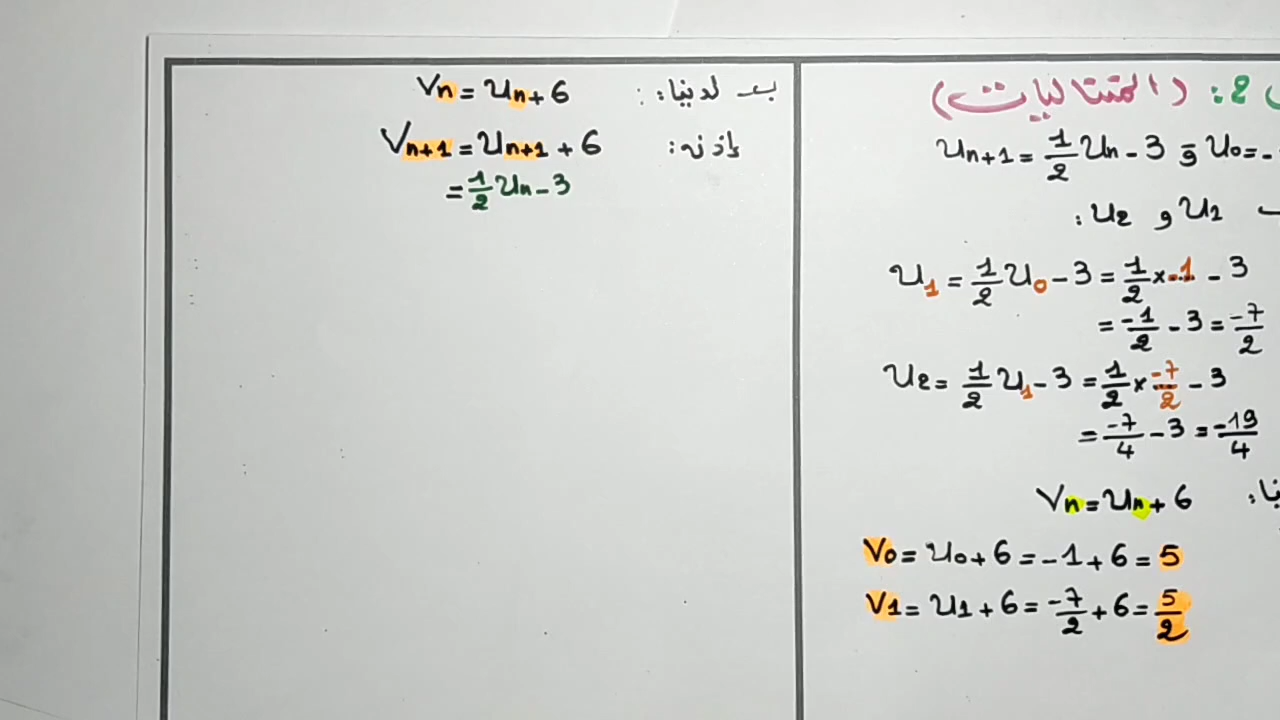 2: (المتتاليات)
Un+1 = 1/2 Un - 3 و U0 = -
U2 و U1 :
U1 = 1/2 U0 - 3 = 1/2 × -1 - 3
= -1/2 - 3 = -7/2
U2 = 1/2 U1 - 3 = 1/2 × -7/2 - 3
= -7/4 - 3 = -19/4
Vn = Un + 6
V0 = U0 + 6 = -1 + 6 = 5
V1 = U1 + 6 = -7/2 + 6 = 5/2
ب- لدينا: Vn = Un + 6
إذن: Vn+1 = Un+1 + 6
= 1/2 Un - 3